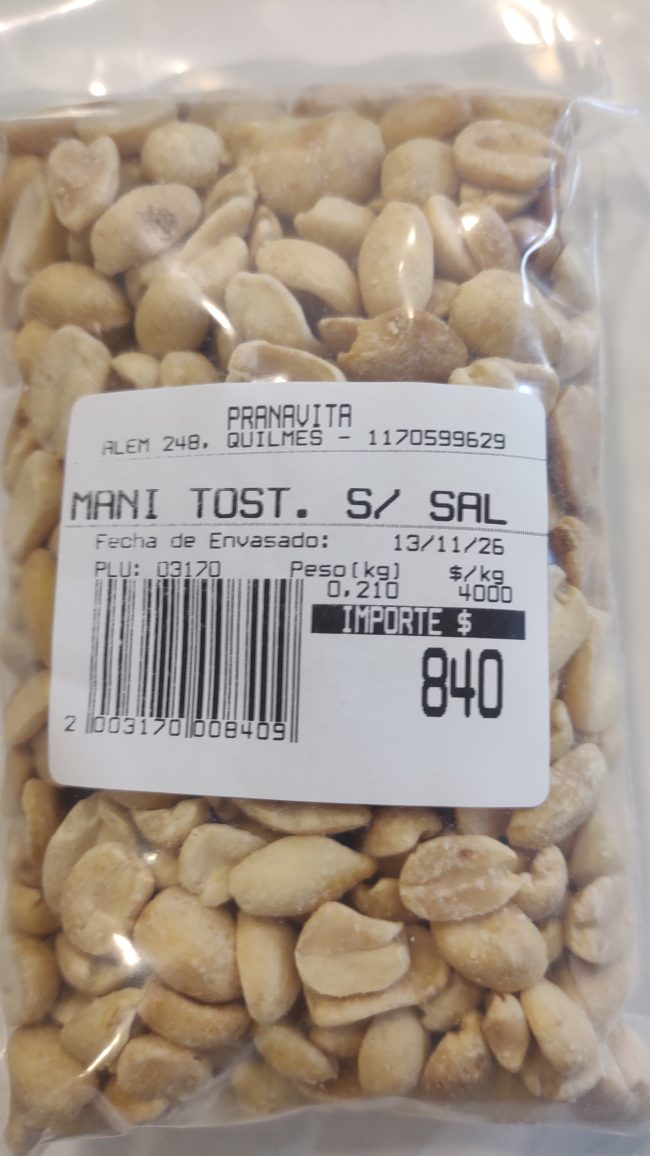 PRANAVITA
ALEM 248, QUILMES - 1170599629
MANI TOST. S/ SAL
Fecha de Envasado: 13/11/26
PLU: 03170 Peso(kg) $/kg
0,210 4000
IMPORTE $
840
2 003170 008409